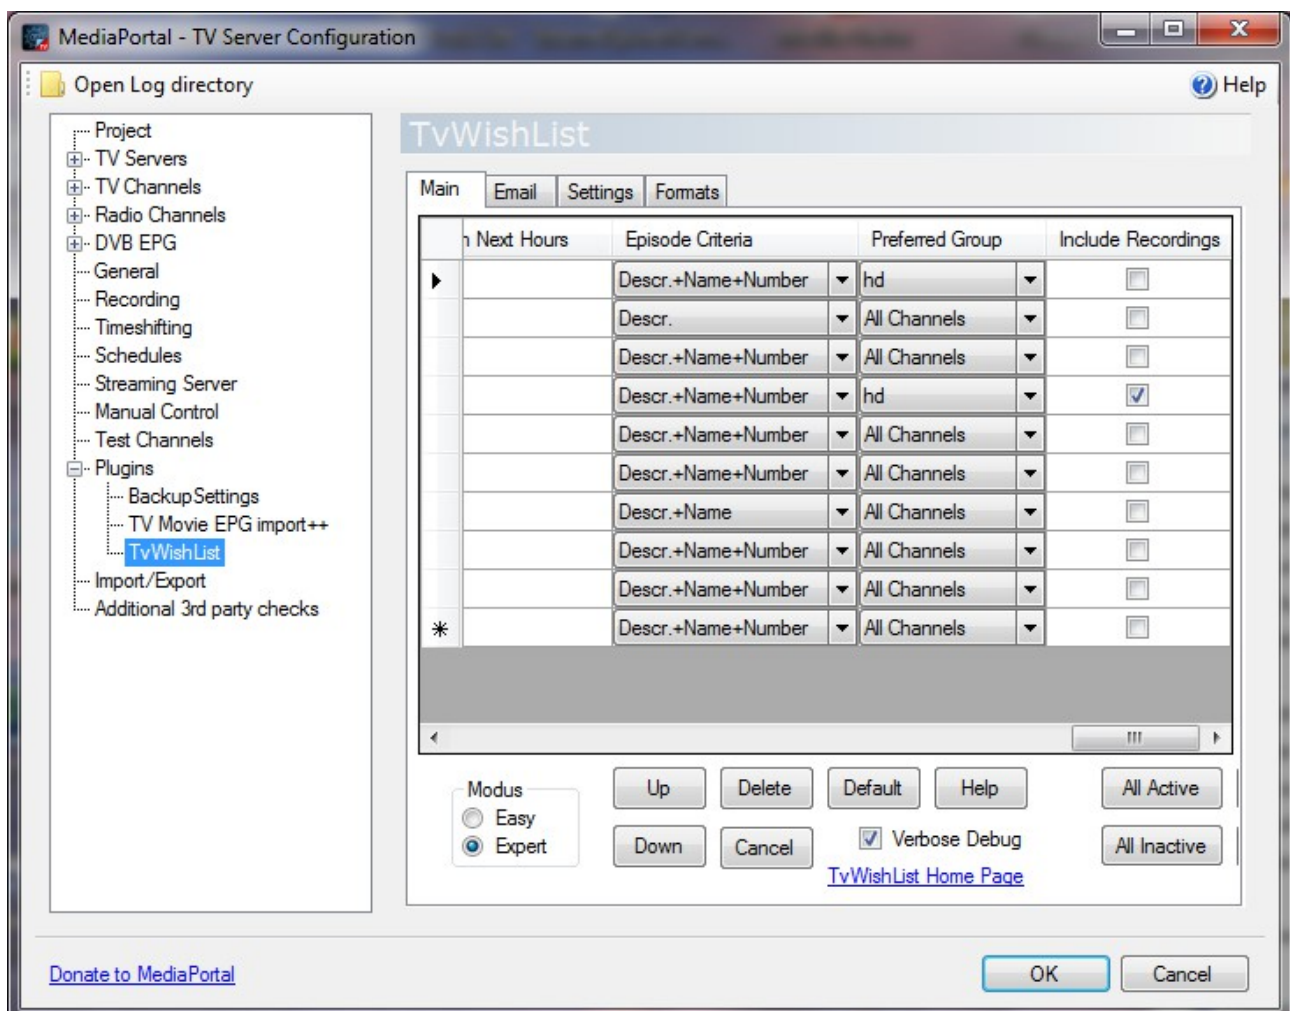 MediaPortal - TV Server Configuration
Open Log directory
Help
Project
TV Servers
TV Channels
Radio Channels
DVB EPG
General
Recording
Timeshifting
Schedules
Streaming Server
Manual Control
Test Channels
Plugins
BackupSettings
TV Movie EPG import++
TvWishList
Import/Export
Additional 3rd party checks
TvWishList
Main Email Settings Formats
Next Hours Episode Criteria Preferred Group Include Recordings
Descr.+Name+Number hd
Descr. All Channels
Descr.+Name+Number All Channels
Descr.+Name+Number hd
Descr.+Name+Number All Channels
Descr.+Name+Number All Channels
Descr.+Name All Channels
Descr.+Name+Number All Channels
Descr.+Name+Number All Channels
Descr.+Name+Number All Channels
Modus
Easy
Expert
Up Delete Default Help All Active
Down Cancel Verbose Debug All Inactive
TvWishList Home Page
Donate to MediaPortal
OK Cancel